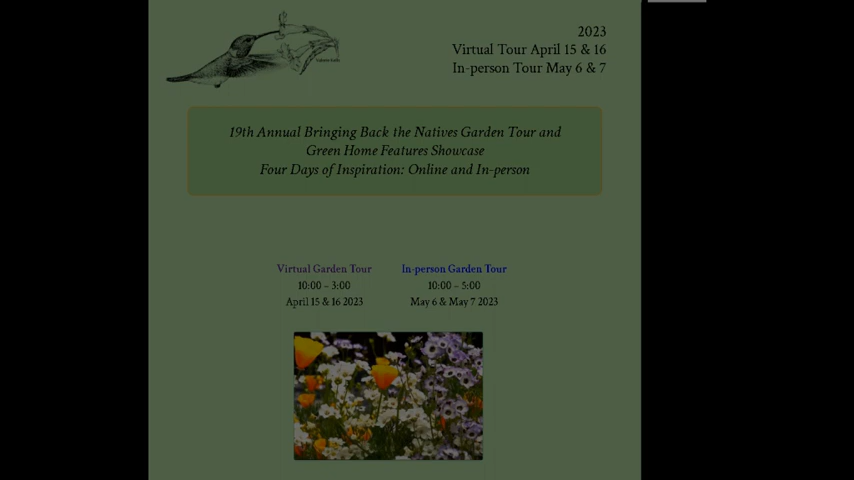 2023
Virtual Tour April 15 & 16
In-person Tour May 6 & 7
19th Annual Bringing Back the Natives Garden Tour and
Green Home Features Showcase
Four Days of Inspiration: Online and In-person
Virtual Garden Tour
10:00 – 3:00
April 15 & 16 2023
In-person Garden Tour
10:00 – 5:00
May 6 & May 7 2023